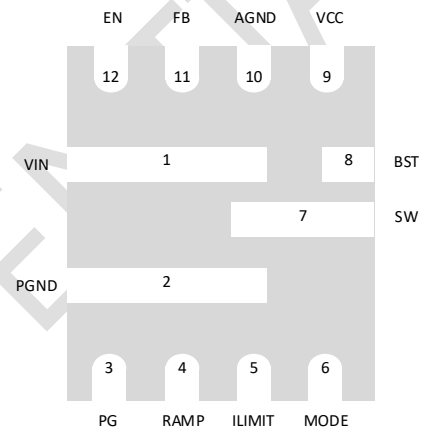 EN FB AGND VCC
12 11 10 9
VIN 1 8 BST
7 SW
PGND 2
3 4 5 6
PG RAMP ILIMIT MODE